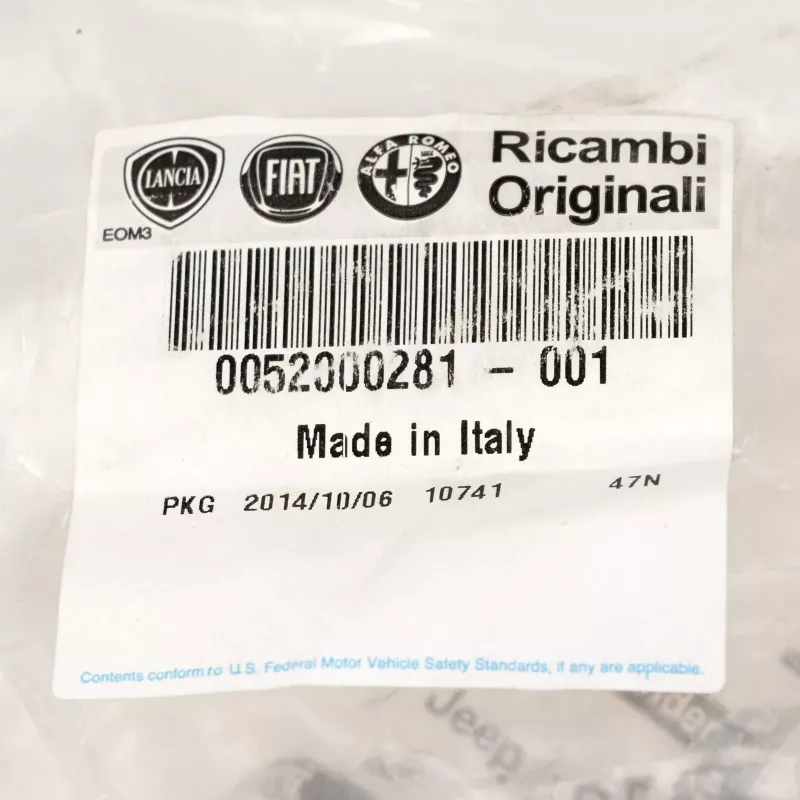 LANCIA
FIAT
ALFA ROMEO
Ricambi
Originali
EOM3
0052000281 - 001
Made in Italy
PKG 2014/10/06 10741 47N
Contents conform to U.S. Federal Motor Vehicle Safety Standards, if any are applicable.
Jeep